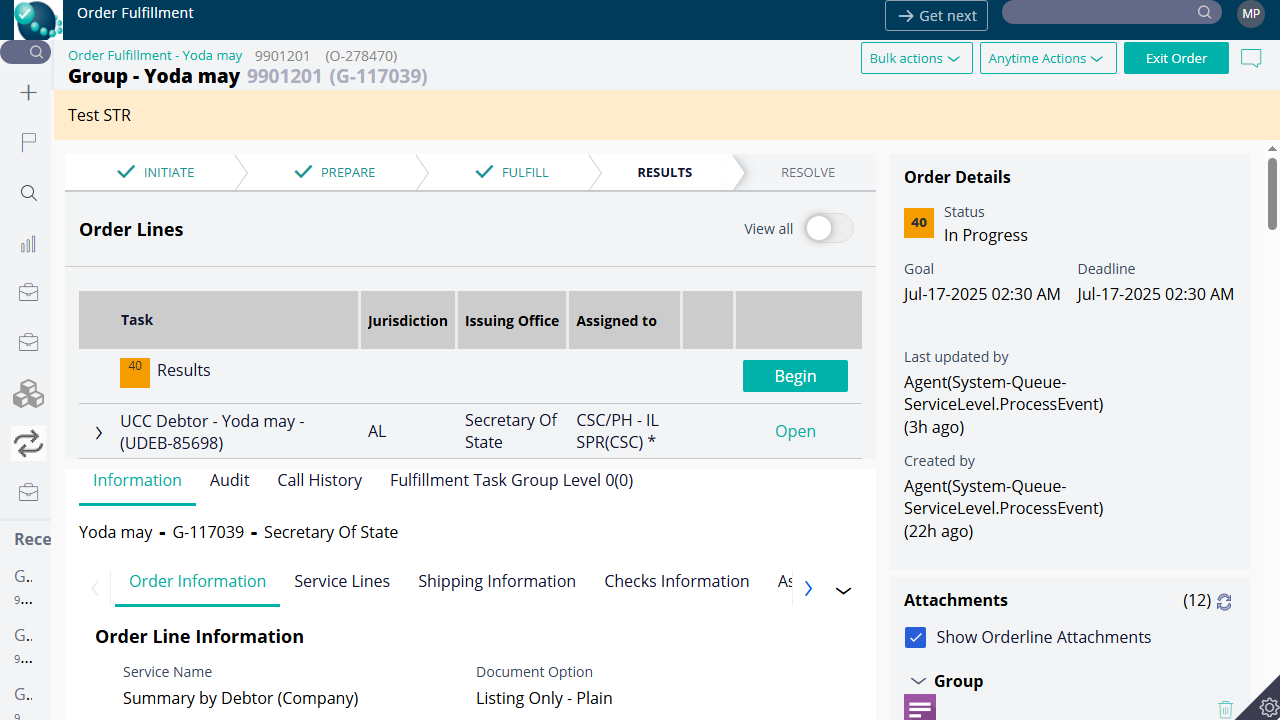 Order Fulfillment
Get next
MP
Order Fulfillment - Yoda may 9901201 (O-278470)
Group - Yoda may 9901201 (G-117039)
Bulk actions
Anytime Actions
Exit Order
Test STR
INITIATE
PREPARE
FULFILL
RESULTS
RESOLVE
Order Lines
View all
Task
Jurisdiction
Issuing Office
Assigned to
40
Results
Begin
UCC Debtor - Yoda may -
(UDEB-85698)
AL
Secretary Of
State
CSC/PH - IL
SPR(CSC) *
Open
Information
Audit
Call History
Fulfillment Task Group Level 0(0)
Yoda may - G-117039 - Secretary Of State
Order Information
Service Lines
Shipping Information
Checks Information
As
Order Line Information
Service Name
Summary by Debtor (Company)
Document Option
Listing Only - Plain
Order Details
40
Status
In Progress
Goal
Jul-17-2025 02:30 AM
Deadline
Jul-17-2025 02:30 AM
Last updated by
Agent(System-Queue-
ServiceLevel.ProcessEvent)
(3h ago)
Created by
Agent(System-Queue-
ServiceLevel.ProcessEvent)
(22h ago)
Attachments
(12)
Show Orderline Attachments
Group
Rece
G..
9...
G..
9...
G..
9...